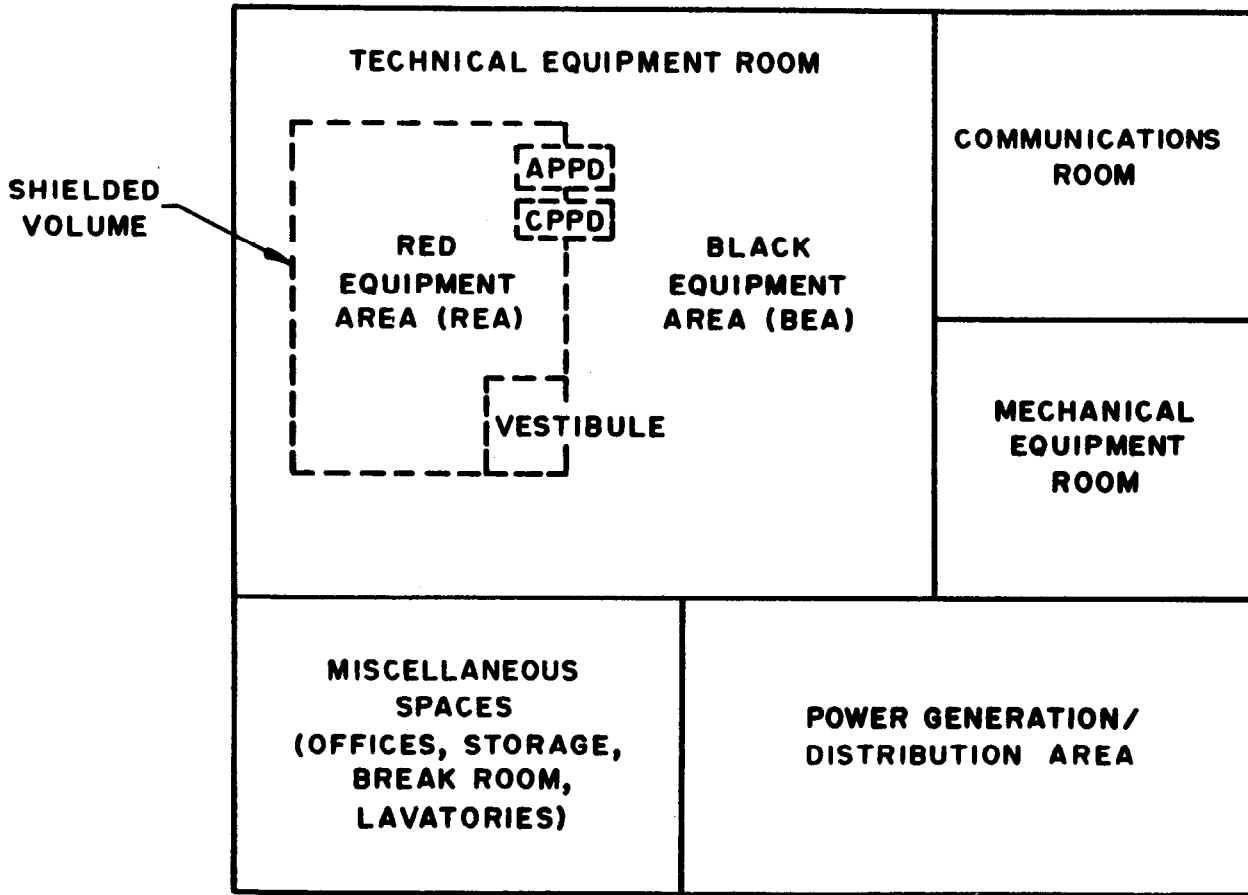 TECHNICAL EQUIPMENT ROOM
COMMUNICATIONS
ROOM
SHIELDED
VOLUME
APPD
CPPD
RED
EQUIPMENT
AREA (REA)
BLACK
EQUIPMENT
AREA (BEA)
VESTIBULE
MECHANICAL
EQUIPMENT
ROOM
MISCELLANEOUS
SPACES
(OFFICES, STORAGE,
BREAK ROOM,
LAVATORIES)
POWER GENERATION/
DISTRIBUTION AREA